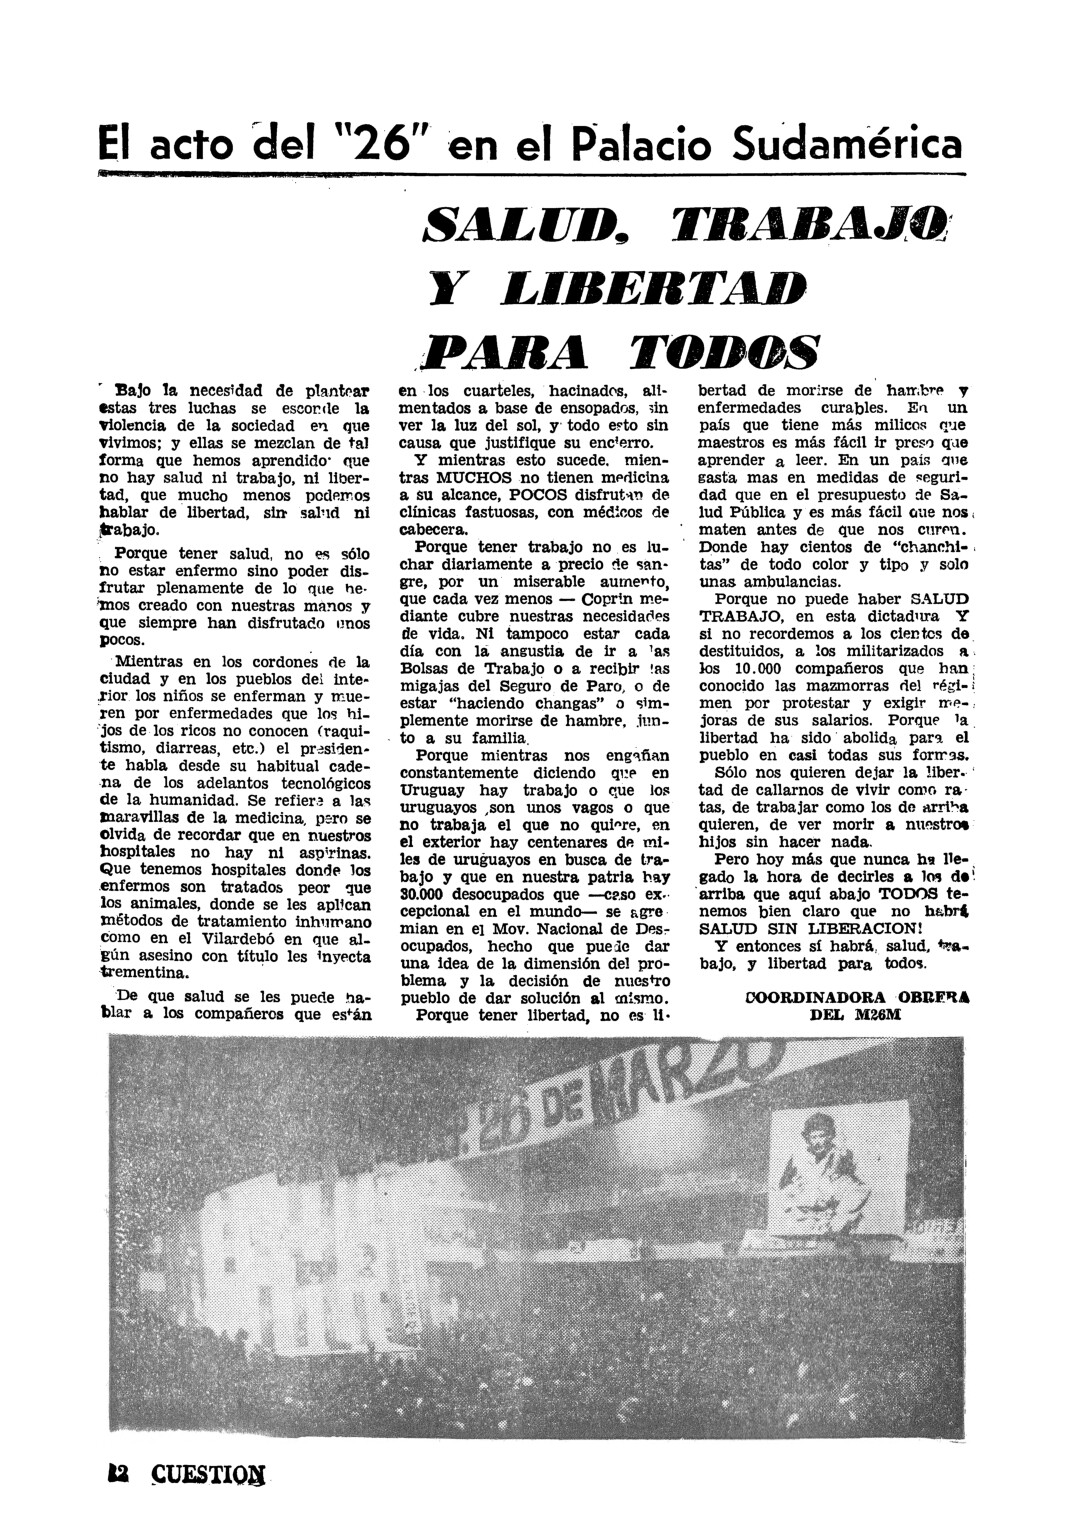 El acto del "26" en el Palacio Sudamérica
SALUD, TRABAJO
Y LIBERTAD
PARA TODOS
Bajo la necesidad de plantear
estas tres luchas se esconde la
violencia de la sociedad en que
vivimos; y ellas se mezclan de tal
forma que hemos aprendido que
no hay salud ni trabajo, ni liber-
tad, que mucho menos podemos
hablar de libertad, sin salud ni
trabajo.
Porque tener salud, no es sólo
no estar enfermo sino poder dis-
frutar plenamente de lo que he-
mos creado con nuestras manos y
que siempre han disfrutado unos
pocos.
Mientras en los cordones de la
ciudad y en los pueblos del inte-
rior los niños se enferman y mue-
ren por enfermedades que los hi-
jos de los ricos no conocen (raqui-
tismo, diarreas, etc.) el presiden-
te habla desde su habitual cade-
na de los adelantos tecnológicos
de la humanidad. Se refiere a las
maravillas de la medicina, pero se
olvida de recordar que en nuestros
hospitales no hay ni aspirinas.
Que tenemos hospitales donde los
enfermos son tratados peor que
los animales, donde se les aplican
métodos de tratamiento inhumano
como en el Vilardebó en que al-
gún asesino con título les inyecta
trementina.
De que salud se les puede ha-
blar a los compañeros que están
en los cuarteles, hacinados, ali-
mentados a base de ensopados, sin
ver la luz del sol, y todo esto sin
causa que justifique su encierro.
Y mientras esto sucede, mien-
tras MUCHOS no tienen medicina
a su alcance, POCOS disfrutan de
clínicas fastuosas, con médicos de
cabecera.
Porque tener trabajo no es lu-
char diariamente a precio de san-
gre, por un miserable aumento,
que cada vez menos — Coprin me-
diante cubre nuestras necesidades
de vida. Ni tampoco estar cada
día con la angustia de ir a las
Bolsas de Trabajo o a recibir las
migajas del Seguro de Paro, o de
estar "haciendo changas" o sim-
plemente morirse de hambre, jun-
to a su familia.
Porque mientras nos engañan
constantemente diciendo que en
Uruguay hay trabajo o que los
uruguayos ,son unos vagos o que
no trabaja el que no quiere, en
el exterior hay centenares de mi-
les de uruguayos en busca de tra-
bajo y que en nuestra patria hay
30.000 desocupados que —caso ex-
cepcional en el mundo— se agre
mian en el Mov. Nacional de Des-
ocupados, hecho que puede dar
una idea de la dimensión del pro-
blema y la decisión de nuestro
pueblo de dar solución al mismo.
Porque tener libertad, no es li-
bertad de morirse de hambre y
enfermedades curables. En un
país que tiene más milicos que
maestros es más fácil ir preso que
aprender a leer. En un país que
gasta mas en medidas de seguri-
dad que en el presupuesto de Sa-
lud Pública y es más fácil que nos
maten antes de que nos curen.
Donde hay cientos de "chanchi-
tas" de todo color y tipo y solo
unas ambulancias.
Porque no puede haber SALUD
TRABAJO, en esta dictadura Y
si no recordemos a los cientos de
destituidos, a los militarizados a
los 10.000 compañeros que han
conocido las mazmorras del régi-
men por protestar y exigir me-
joras de sus salarios. Porque la
libertad ha sido abolida para el
pueblo en casi todas sus formas.
Sólo nos quieren dejar la liber-
tad de callarnos de vivir como ra-
tas, de trabajar como los de arriba
quieren, de ver morir a nuestros
hijos sin hacer nada.
Pero hoy más que nunca ha lle-
gado la hora de decirles a los de
arriba que aquí abajo TODOS te-
nemos bien claro que no habrá
SALUD SIN LIBERACION!
Y entonces sí habrá, salud, tra-
bajo, y libertad para todos.
COORDINADORA OBRERA
DEL M26M
26 DE MARZO
12 CUESTION